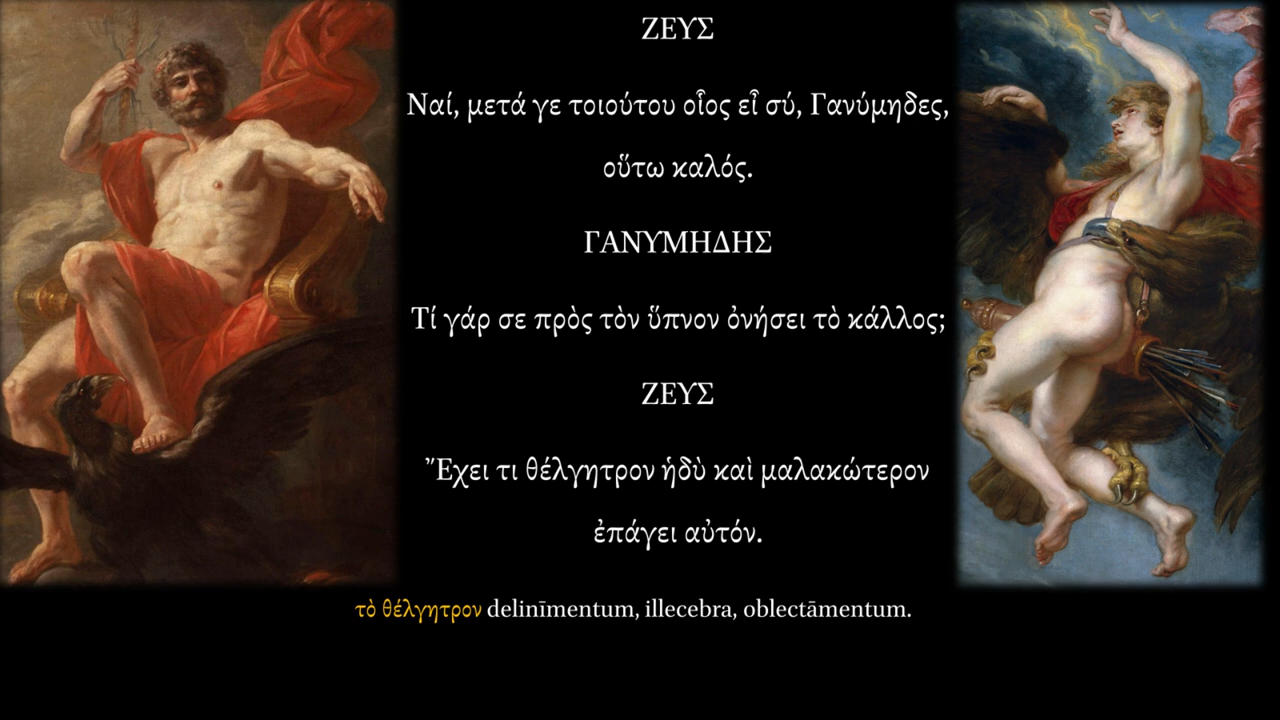 ΖΕΥΣ
Ναί, μετά γε τοιούτου οἷος εἶ σύ, Γανύμηδες,
οὕτω καλός.
ΓΑΝΥΜΗΔΗΣ
Τί γάρ σε πρὸς τὸν ὕπνον ὀνήσει τὸ κάλλος;
ΖΕΥΣ
Ἔχει τι θέλγητρον ἡδὺ καὶ μαλακώτερον
ἐπάγει αὐτόν.
τὸ θέλγητρον delinīmentum, illecebra, oblectāmentum.